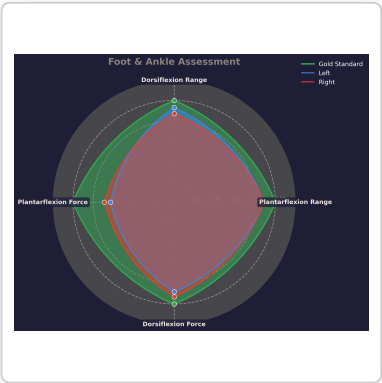 Foot & Ankle Assessment
Gold Standard
Left
Right
Dorsiflexion Range
Plantarflexion Force
Plantarflexion Range
Dorsiflexion Force